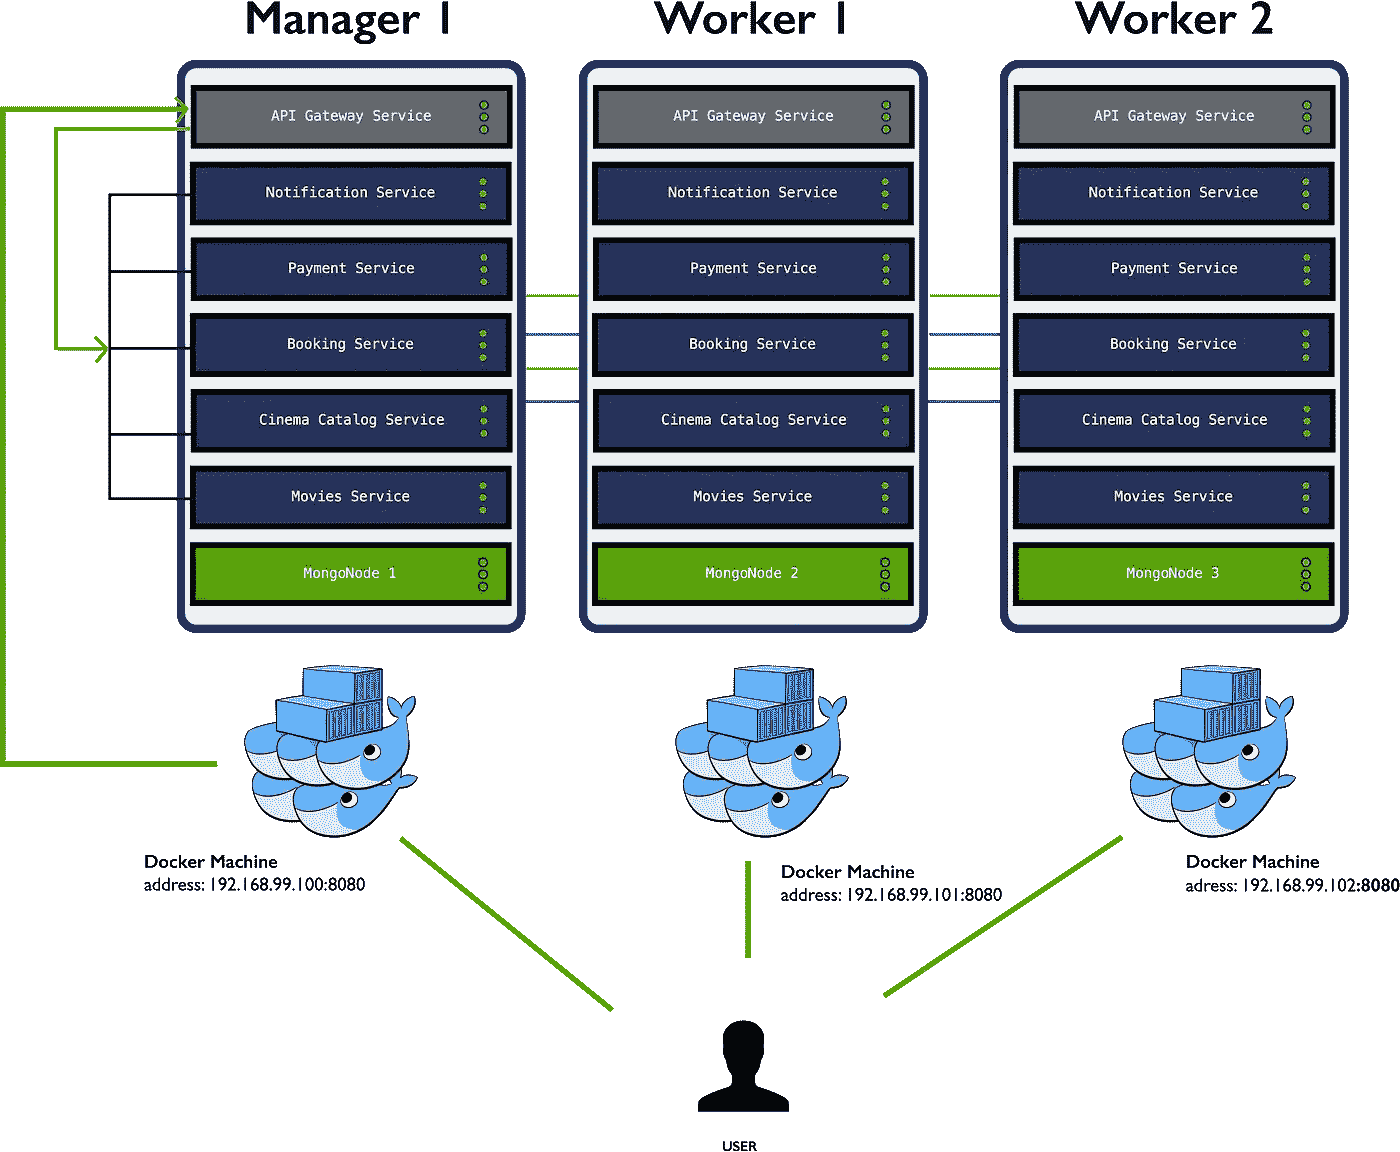 Manager 1
Worker 1
Worker 2
API Gateway Service
API Gateway Service
API Gateway Service
Notification Service
Notification Service
Notification Service
Payment Service
Payment Service
Payment Service
Booking Service
Booking Service
Booking Service
Cinema Catalog Service
Cinema Catalog Service
Cinema Catalog Service
Movies Service
Movies Service
Movies Service
MongoNode 1
MongoNode 2
MongoNode 3
Docker Machine
address: 192.168.99.100:8080
Docker Machine
address: 192.168.99.101:8080
Docker Machine
adress: 192.168.99.102:8080
USER